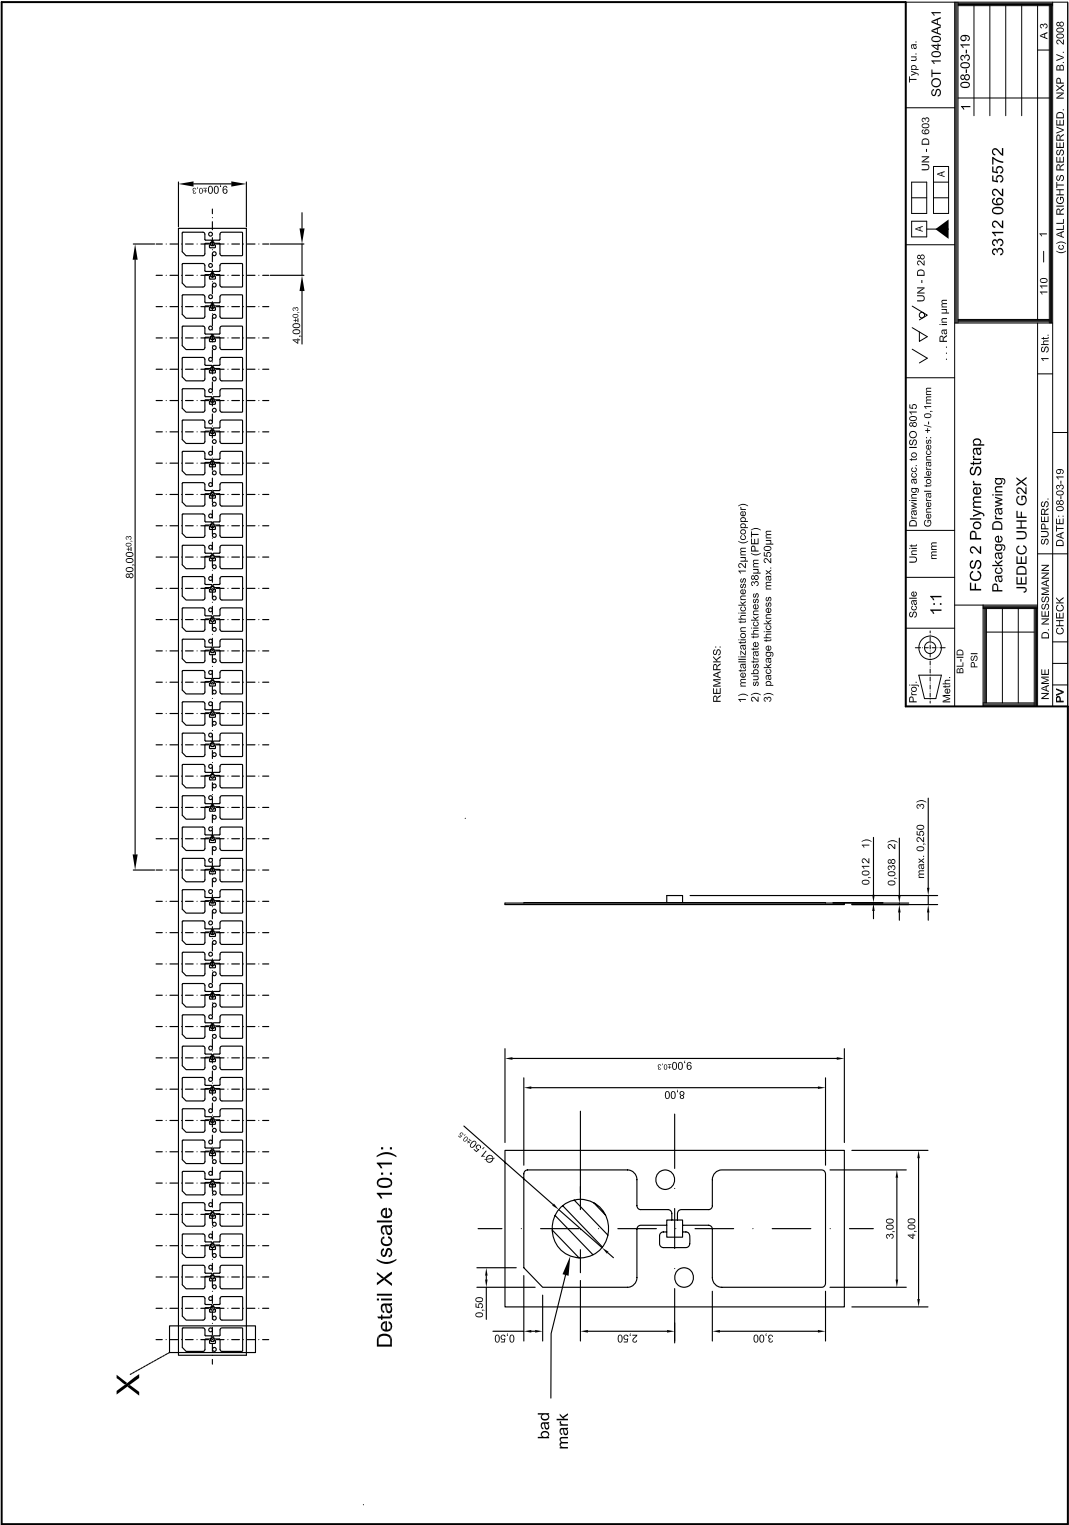 X
80,00±0.3
9,00±0.3
4,00±0.3
Detail X (scale 10:1):
bad
mark
Ø1,50±0.5
0,50
0,50
2,50
3,00
8,00
9,00±0.3
3,00
4,00
0,012 1)
0,038 2)
max. 0,250 3)
REMARKS:
1) metallization thickness 12µm (copper)
2) substrate thickness 38µm (PET)
3) package thickness max. 250µm
Proj.
Meth.
Scale
1:1
Unit
mm
Drawing acc. to ISO 8015
General tolerances: +/- 0,1mm
UN - D 28
. . . Ra in µm
A
A
UN - D 603
Typ u. a.
SOT 1040AA1
BL-ID
PSI
FCS 2 Polymer Strap
Package Drawing
JEDEC UHF G2X
3312 062 5572
1 08-03-19
NAME D. NESSMANN SUPERS. 1 Sht. 110 — 1 A 3
PV CHECK DATE: 08-03-19 (c) ALL RIGHTS RESERVED. NXP B.V. 2008